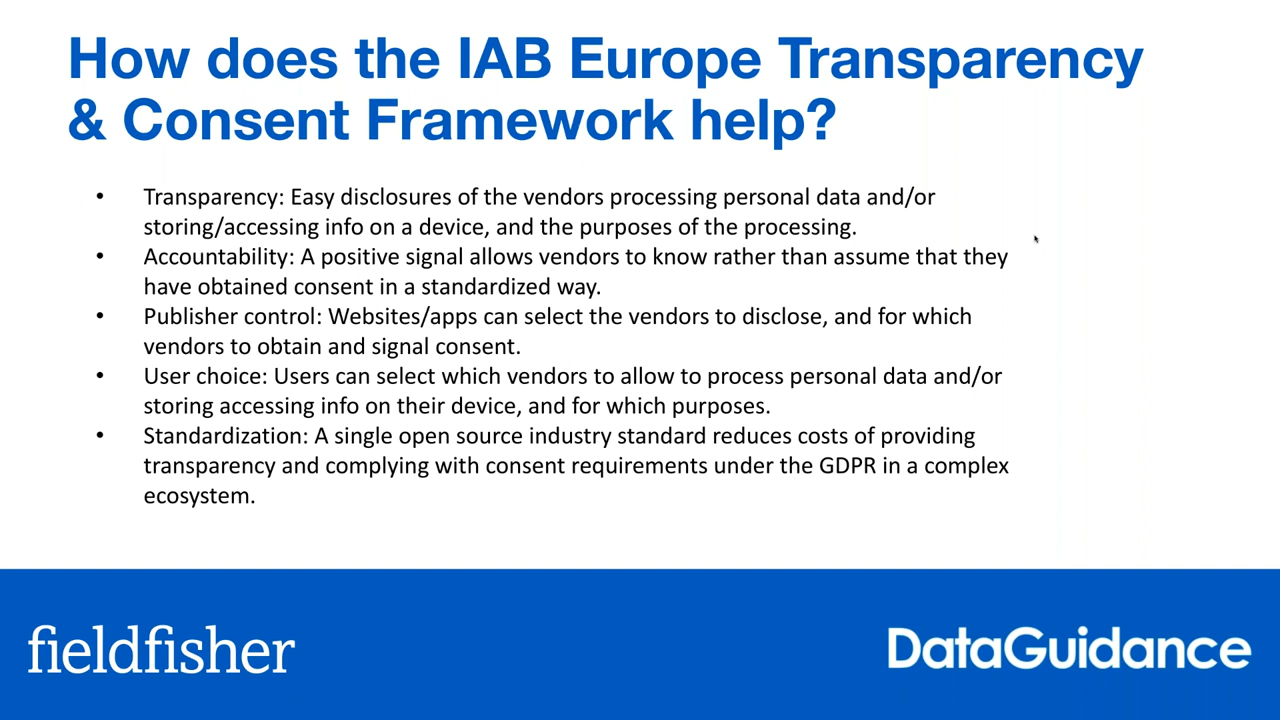 How does the IAB Europe Transparency
& Consent Framework help?
• Transparency: Easy disclosures of the vendors processing personal data and/or
storing/accessing info on a device, and the purposes of the processing.
• Accountability: A positive signal allows vendors to know rather than assume that they
have obtained consent in a standardized way.
• Publisher control: Websites/apps can select the vendors to disclose, and for which
vendors to obtain and signal consent.
• User choice: Users can select which vendors to allow to process personal data and/or
storing accessing info on their device, and for which purposes.
• Standardization: A single open source industry standard reduces costs of providing
transparency and complying with consent requirements under the GDPR in a complex
ecosystem.
fieldfisher
DataGuidance